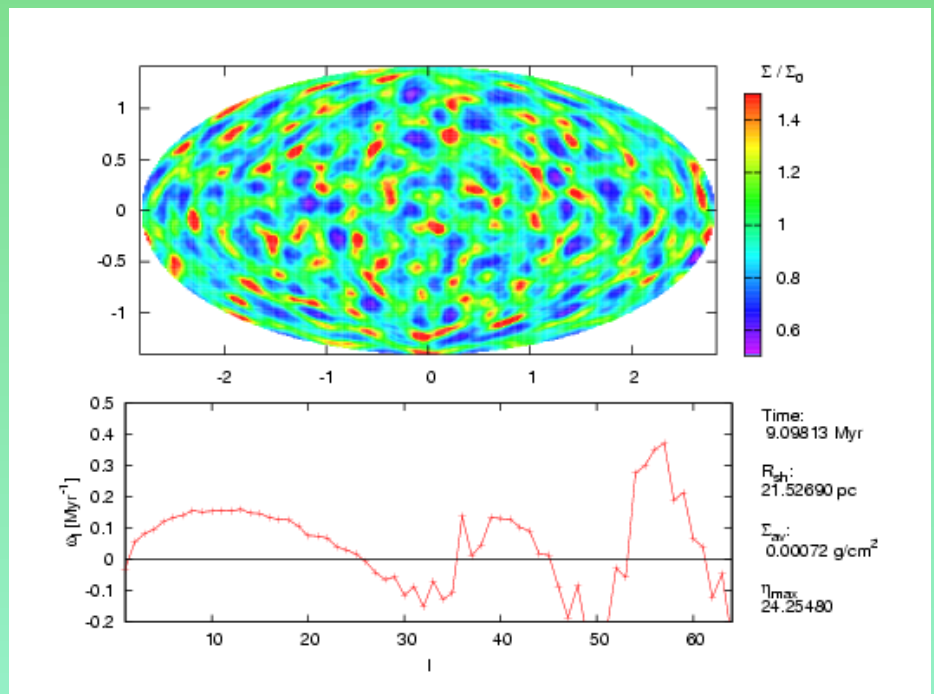 Σ / Σ0
1.4
1.2
1
0.8
0.6
1
0.5
0
-0.5
-1
-2 -1 0 1 2
0.5
0.4
0.3
0.2
0.1
0
-0.1
-0.2
ωl [Myr-1]
10 20 30 40 50 60
l
Time:
9.09813 Myr
Rsh:
21.52690 pc
Σav:
0.00072 g/cm2
ηmax
24.25480